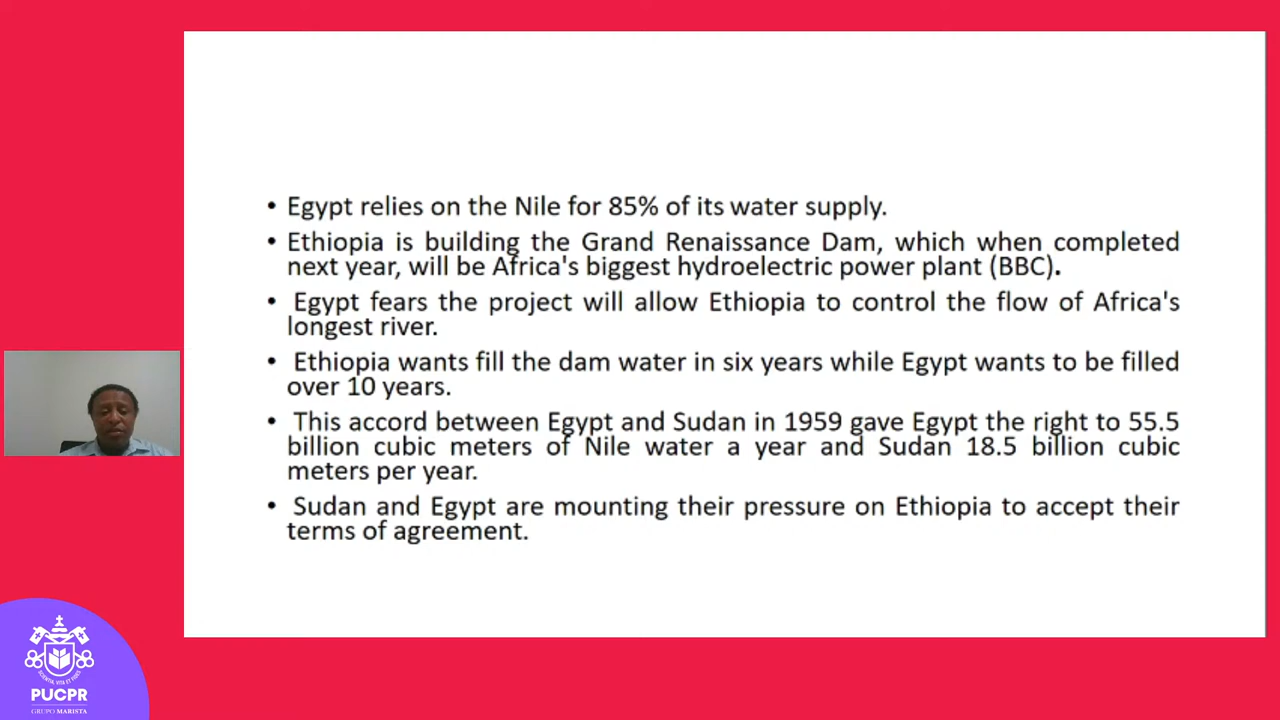 • Egypt relies on the Nile for 85% of its water supply.
• Ethiopia is building the Grand Renaissance Dam, which when completed
next year, will be Africa's biggest hydroelectric power plant (BBC).
• Egypt fears the project will allow Ethiopia to control the flow of Africa's
longest river.
• Ethiopia wants fill the dam water in six years while Egypt wants to be filled
over 10 years.
• This accord between Egypt and Sudan in 1959 gave Egypt the right to 55.5
billion cubic meters of Nile water a year and Sudan 18.5 billion cubic
meters per year.
• Sudan and Egypt are mounting their pressure on Ethiopia to accept their
terms of agreement.
PUCPR
GRUPO MARISTA